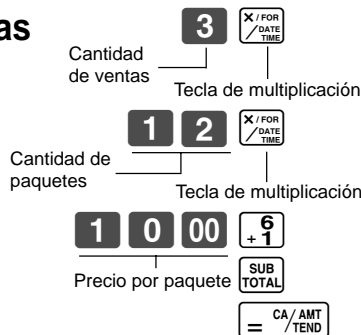 as
3 X / FOR
DATE
TIME
Cantidad
de ventas
Tecla de multiplicación
1 2 X / FOR
DATE
TIME
Cantidad de
paquetes
Tecla de multiplicación
1 0 00 6
+ 1
Precio por paquete
SUB
TOTAL
= CA / AMT
TEND